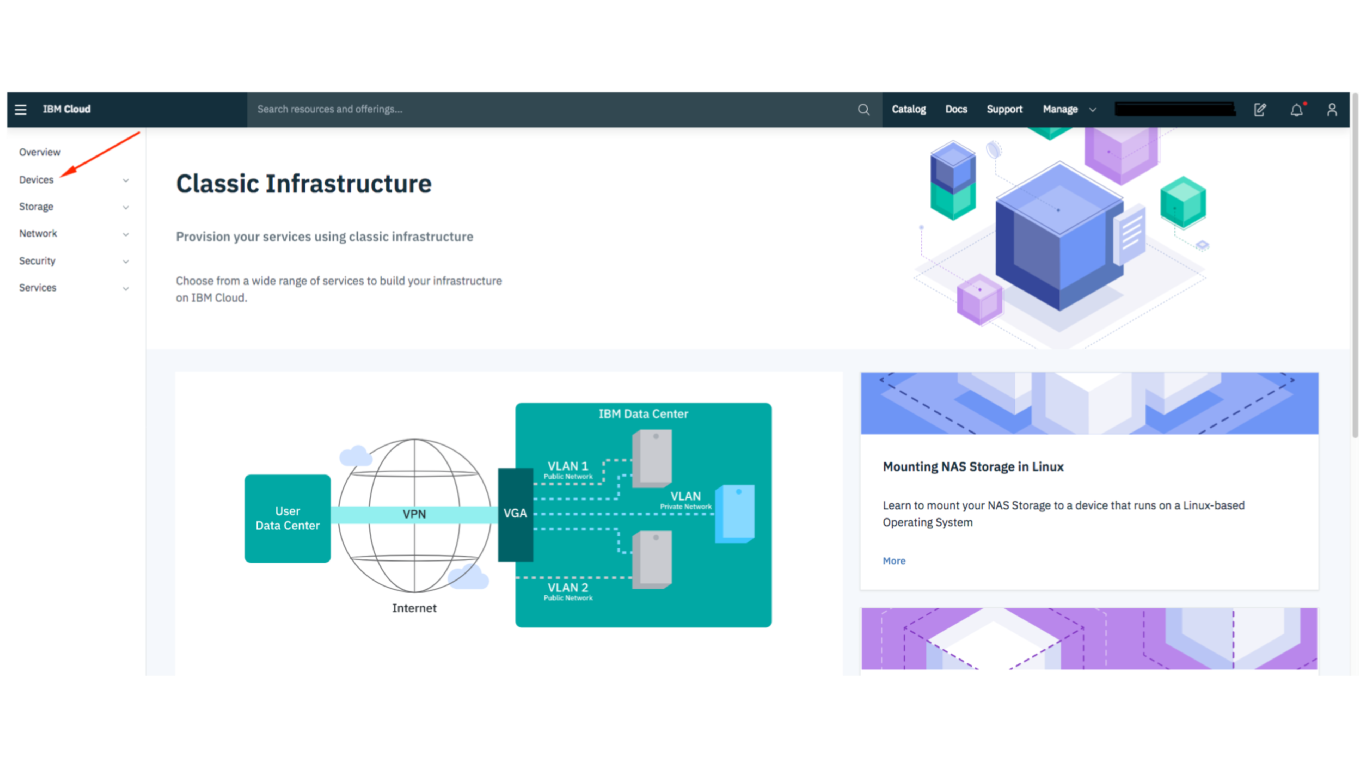 IBM Cloud
Search resources and offerings...
Catalog
Docs
Support
Manage
Overview
Devices
Storage
Network
Security
Services
Classic Infrastructure
Provision your services using classic infrastructure
Choose from a wide range of services to build your infrastructure
on IBM Cloud.
User
Data Center
VPN
Internet
VGA
IBM Data Center
VLAN 1
Public Network
VLAN
Private Network
VLAN 2
Public Network
Mounting NAS Storage in Linux
Learn to mount your NAS Storage to a device that runs on a Linux-based
Operating System
More